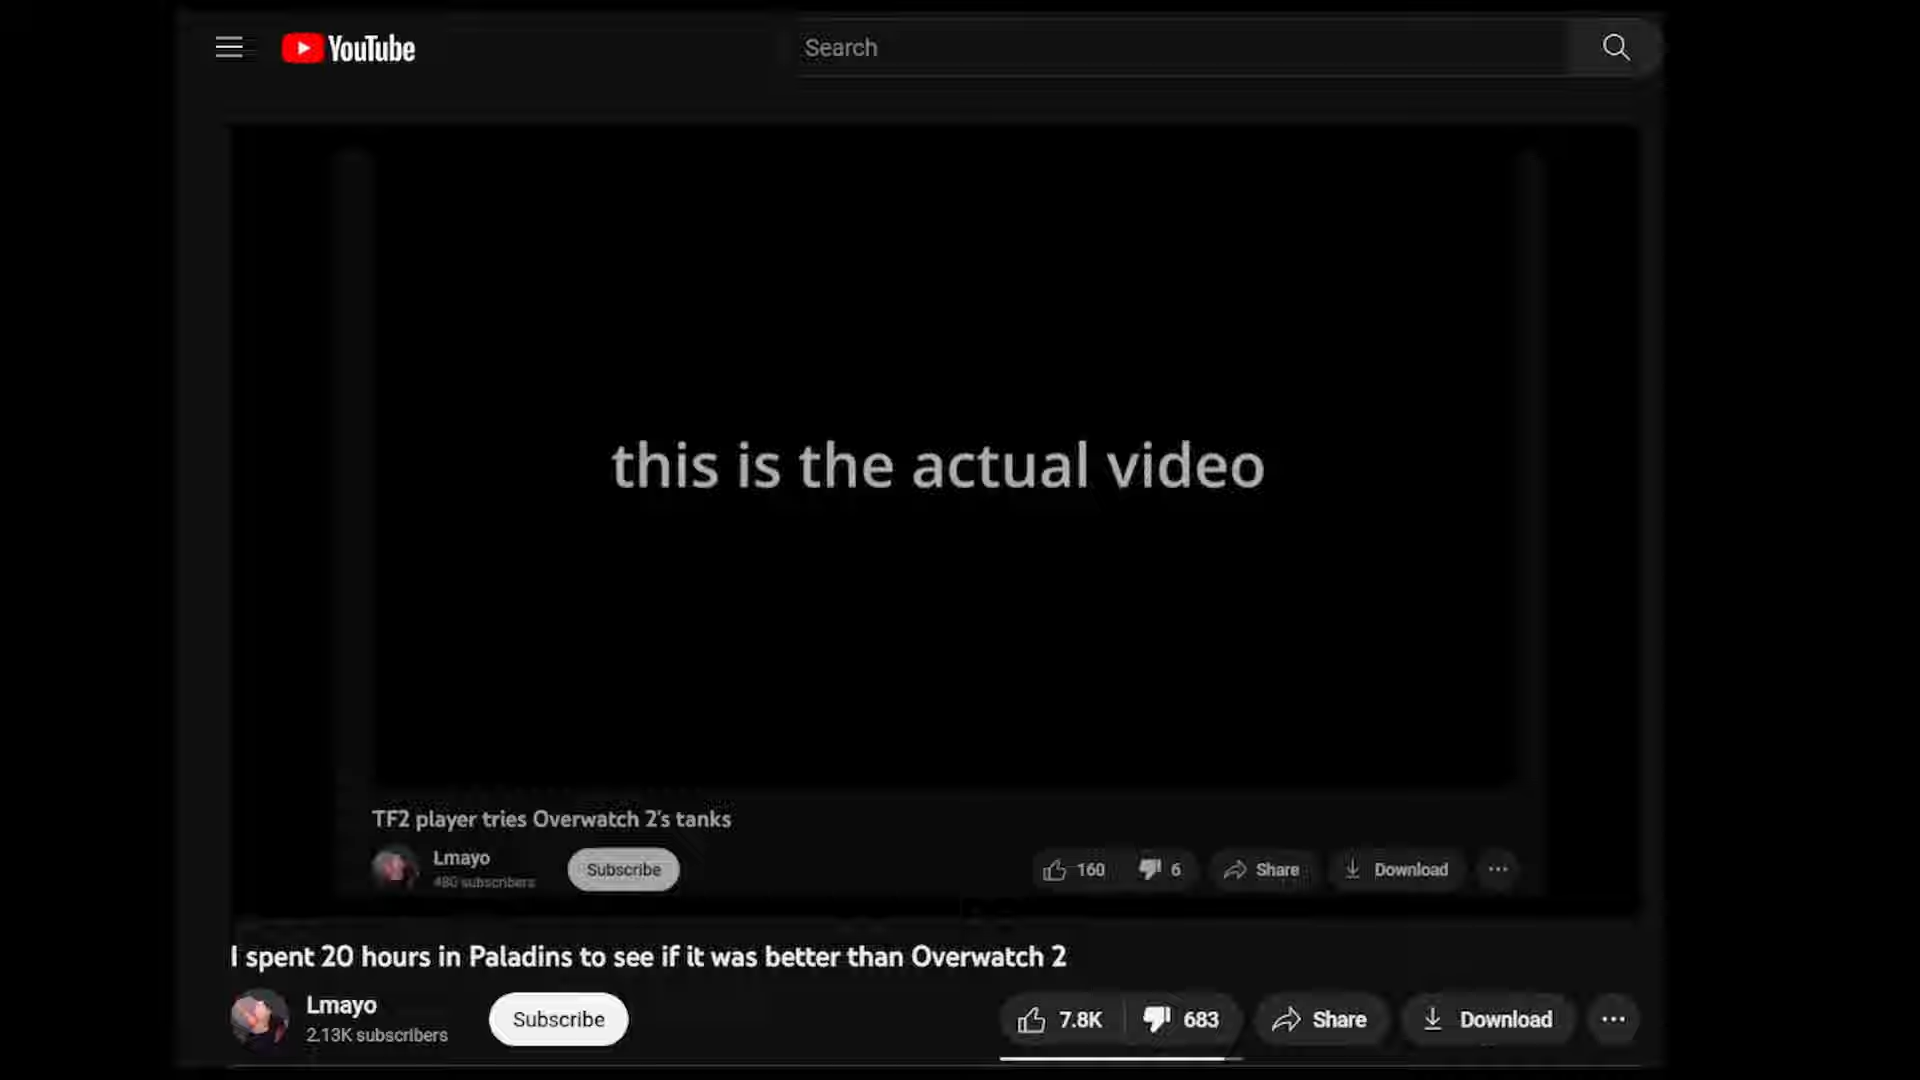 YouTube
Search
this is the actual video
TF2 player tries Overwatch 2's tanks
Lmayo
480 subscribers
Subscribe
160
6
Share
Download
I spent 20 hours in Paladins to see if it was better than Overwatch 2
Lmayo
2.13K subscribers
Subscribe
7.8K
683
Share
Download